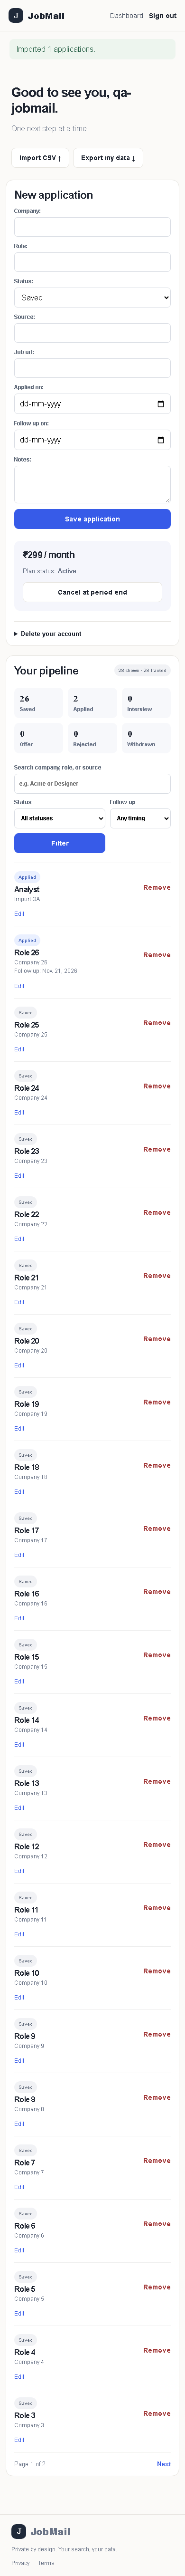 J JobMail Dashboard Sign out
Imported 1 applications.
Good to see you, qa-
jobmail.
One next step at a time
Import CSV ↑ Export my data ↓
New application
Company:
Role:
Status:
Saved
Source:
Job url:
Applied on:
dd-mm-yyyy
Follow up on:
dd-mm-yyyy
Notes:
Save application
₹299 / month
Plan status: Active
Cancel at period end
Delete your account
Your pipeline
28 shown · 28 tracked
26 2 0
Saved Applied Interview
0 0 0
Offer Rejected Withdrawn
Search company, role, or source
e.g. Acme or Designer
Status Follow-up
All statuses Any timing
Filter
Applied
Analyst Remove
Import QA
Edit
Applied
Role 26 Remove
Company 26
Follow up: Nov. 21, 2026
Edit
Saved
Role 25 Remove
Company 25
Edit
Saved
Role 24 Remove
Company 24
Edit
Saved
Role 23 Remove
Company 23
Edit
Saved
Role 22 Remove
Company 22
Edit
Saved
Role 21 Remove
Company 21
Edit
Saved
Role 20 Remove
Company 20
Edit
Saved
Role 19 Remove
Company 19
Edit
Saved
Role 18 Remove
Company 18
Edit
Saved
Role 17 Remove
Company 17
Edit
Saved
Role 16 Remove
Company 16
Edit
Saved
Role 15 Remove
Company 15
Edit
Saved
Role 14 Remove
Company 14
Edit
Saved
Role 13 Remove
Company 13
Edit
Saved
Role 12 Remove
Company 12
Edit
Saved
Role 11 Remove
Company 11
Edit
Saved
Role 10 Remove
Company 10
Edit
Saved
Role 9 Remove
Company 9
Edit
Saved
Role 8 Remove
Company 8
Edit
Saved
Role 7 Remove
Company 7
Edit
Saved
Role 6 Remove
Company 6
Edit
Saved
Role 5 Remove
Company 5
Edit
Saved
Role 4 Remove
Company 4
Edit
Saved
Role 3 Remove
Company 3
Edit
Page 1 of 2 Next
J JobMail
Private by design. Your search, your data.
Privacy Terms